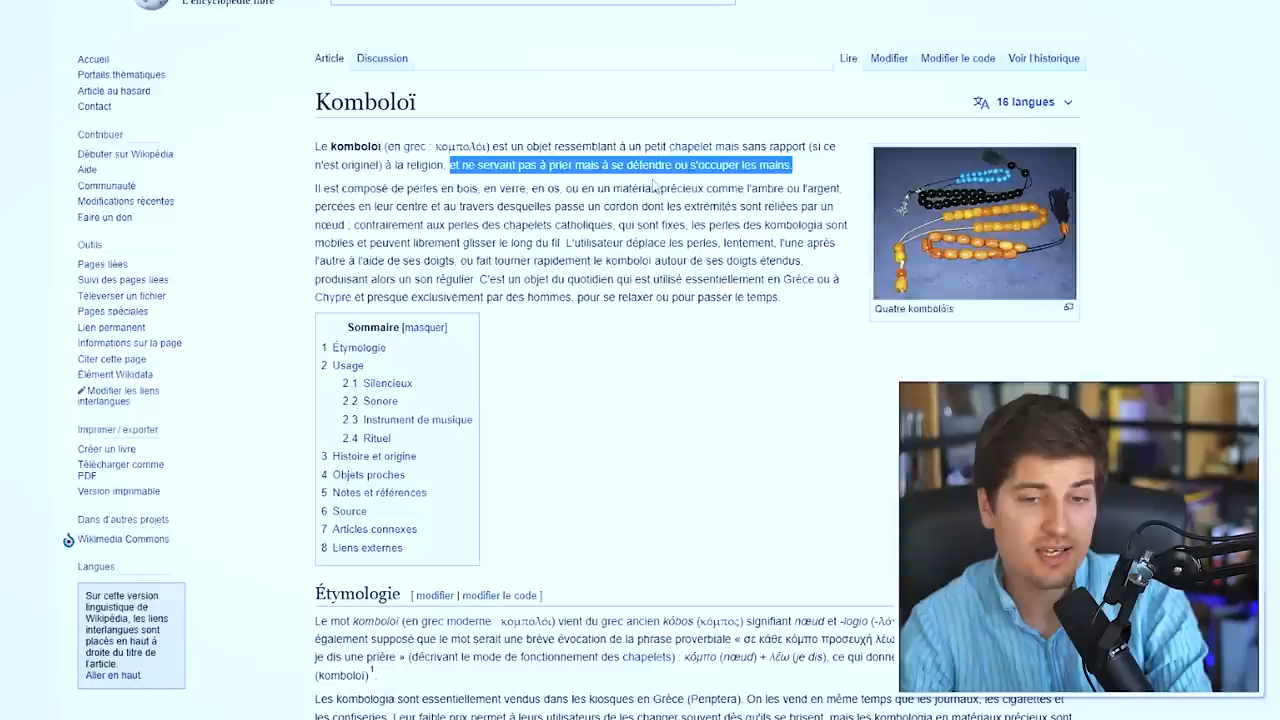 L'encyclopédie libre
Accueil
Portails thématiques
Article au hasard
Contact
Contribuer
Débuter sur Wikipédia
Aide
Communauté
Modifications récentes
Faire un don
Outils
Pages liées
Suivi des pages liées
Téléverser un fichier
Pages spéciales
Lien permanent
Informations sur la page
Citer cette page
Élément Wikidata
Modifier les liens
interlangues
Imprimer / exporter
Créer un livre
Télécharger comme
PDF
Version imprimable
Dans d'autres projets
Wikimedia Commons
Langues
Sur cette version
linguistique de
Wikipédia, les liens
interlangues sont
placés en haut à
droite du titre de
l'article.
Aller en haut.
Article Discussion Lire Modifier Modifier le code Voir l'historique
Komboloï
16 langues
Le komboloï (en grec : κομπολόι) est un objet ressemblant à un petit chapelet mais sans rapport (si ce
n'est originel) à la religion, et ne servant pas à prier mais à se détendre ou s'occuper les mains.
Il est composé de perles en bois, en verre, en os, ou en un matériau précieux comme l'ambre ou l'argent,
percées en leur centre et au travers desquelles passe un cordon dont les extrémités sont reliées par un
nœud , contrairement aux perles des chapelets catholiques, qui sont fixes, les perles des kombologia sont
mobiles et peuvent librement glisser le long du fil. L'utilisateur déplace les perles, lentement, l'une après
l'autre à l'aide de ses doigts, ou fait tourner rapidement le komboloi autour de ses doigts étendus,
produisant alors un son régulier. C'est un objet du quotidien qui est utilisé essentiellement en Grèce ou à
Chypre et presque exclusivement par des hommes, pour se relaxer ou pour passer le temps.
Quatre kombolóis
Sommaire [masquer]
1 Étymologie
2 Usage
2.1 Silencieux
2.2 Sonore
2.3 Instrument de musique
2.4 Rituel
3 Histoire et origine
4 Objets proches
5 Notes et références
6 Source
7 Articles connexes
8 Liens externes
Étymologie [ modifier | modifier le code ]
Le mot komboloï (en grec moderne κομπολόι) vient du grec ancien kóbos (κόμπος) signifiant nœud et -logio (-λόγ
également supposé que le mot serait une brève évocation de la phrase proverbiale « σε κάθε κόμπο προσευχή λέω
je dis une prière » (décrivant le mode de fonctionnement des chapelets) : κόμπο (nœud) + λέω (je dis), ce qui donne
(komboloï)1.
Les kombologia sont essentiellement vendus dans les kiosques en Grèce (Periptera). On les vend en même temps que les journaux, les cigarettes et
les confiseries. Leur faible prix permet à leurs utilisateurs de les changer souvent dès qu'ils se brisent, mais les kombologia en matériaux précieux sont